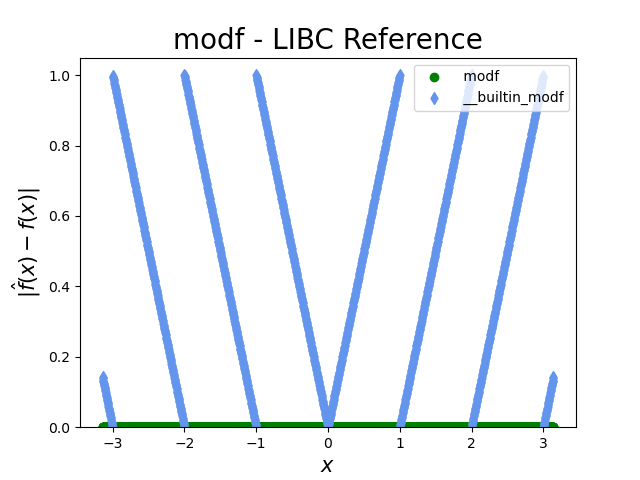 modf - LIBC Reference
modf
__builtin_modf
1.0
0.8
0.6
0.4
0.2
0.0
|f̂(x) − f(x)|
−3 −2 −1 0 1 2 3
x